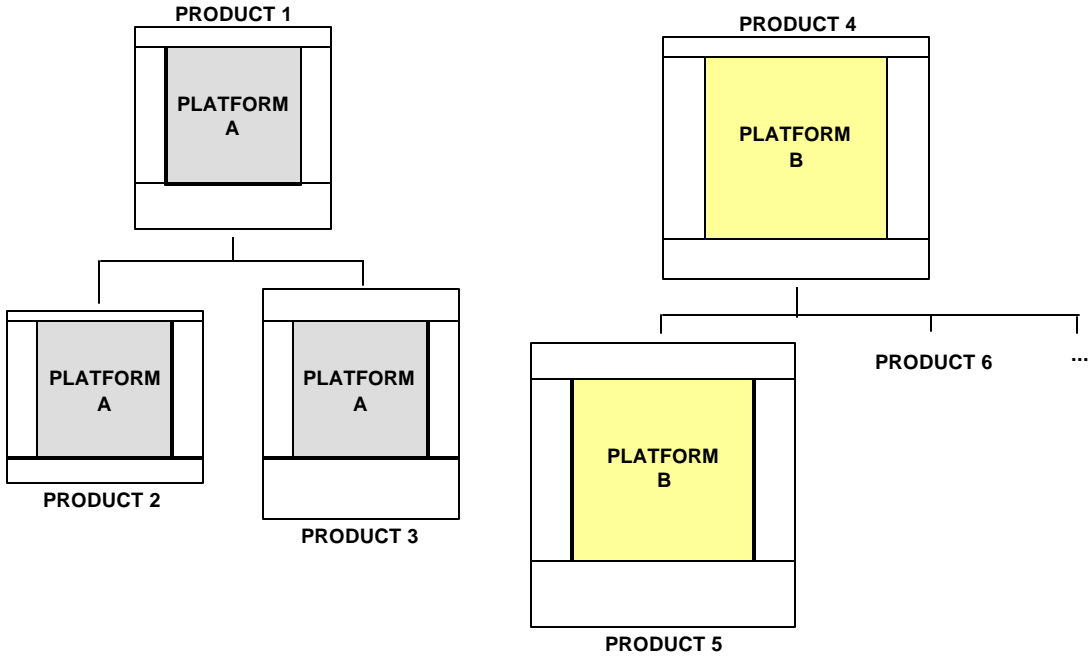 PRODUCT 1
PLATFORM
A
PRODUCT 4
PLATFORM
B
PLATFORM
A
PRODUCT 2
PLATFORM
A
PRODUCT 3
PLATFORM
B
PRODUCT 5
PRODUCT 6
...